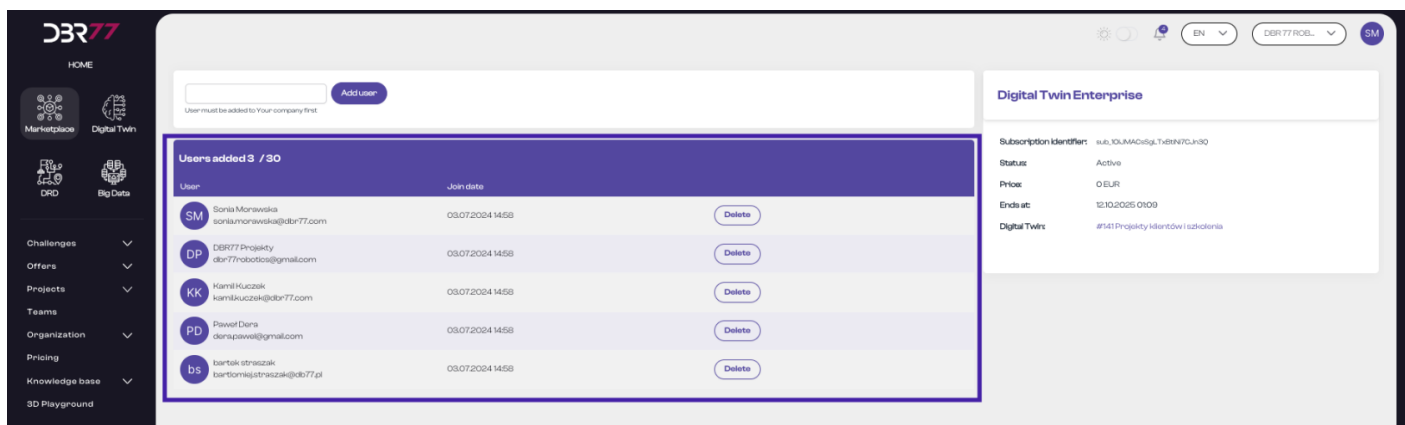 DBR77
HOME
Marketplace
Digital Twin
DRD
Big Data
Challenges
Offers
Projects
Teams
Organization
Pricing
Knowledge base
3D Playground
EN
DBR 77 ROB...
SM
Add user
User must be added to Your company first
Users added 3 / 30
User Join date
SM Sonia Morawska
sonia.morawska@dbr77.com
03.07.2024 14:58
Delete
DP DBR77 Projekty
dbr77robotics@gmail.com
03.07.2024 14:58
Delete
KK Kamil Kuczek
kamil.kuczek@dbr77.com
03.07.2024 14:58
Delete
PD Paweł Dera
dera.pawel@gmail.com
03.07.2024 14:58
Delete
bs bartek straszak
bartlomiej.straszak@db77.pl
03.07.2024 14:58
Delete
Digital Twin Enterprise
Subscription identifier:
Status: Active
Price: 0 EUR
Ends at: 12.10.2025 01:09
Digital Twin: #141 Projekty klientów i szkolenia